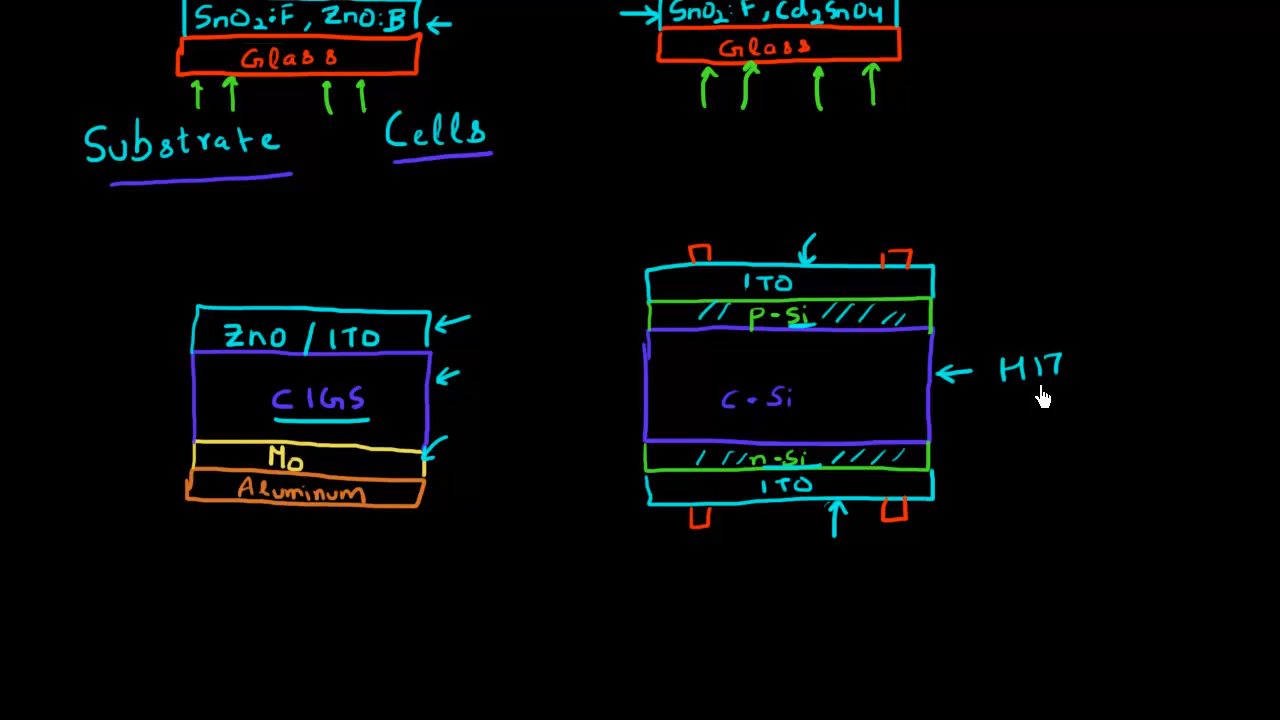 SnO2:F, ZnO:B
SnO2:F, Cd2SnO4
Glass
Glass
Substrate Cells
ZnO / ITO
CIGS
Mo
Aluminum
ITO
p-Si
C-Si
n-Si
ITO
HIT